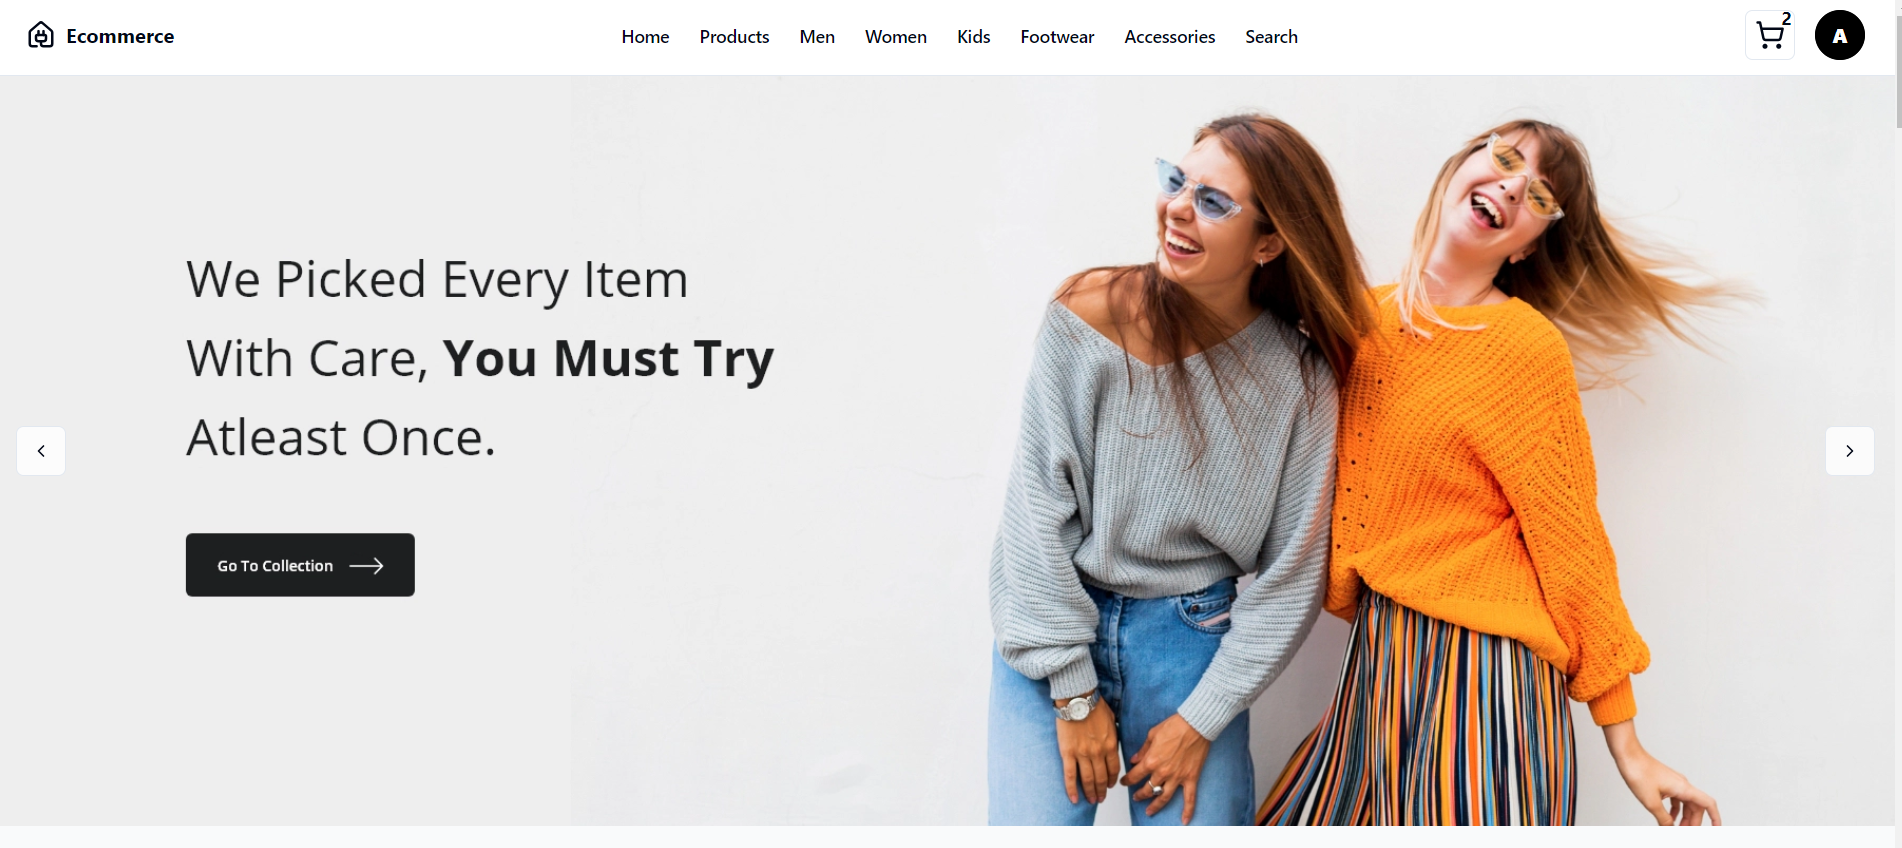 Ecommerce
Home Products Men Women Kids Footwear Accessories Search
2
A
We Picked Every Item
With Care, You Must Try
Atleast Once.
Go To Collection